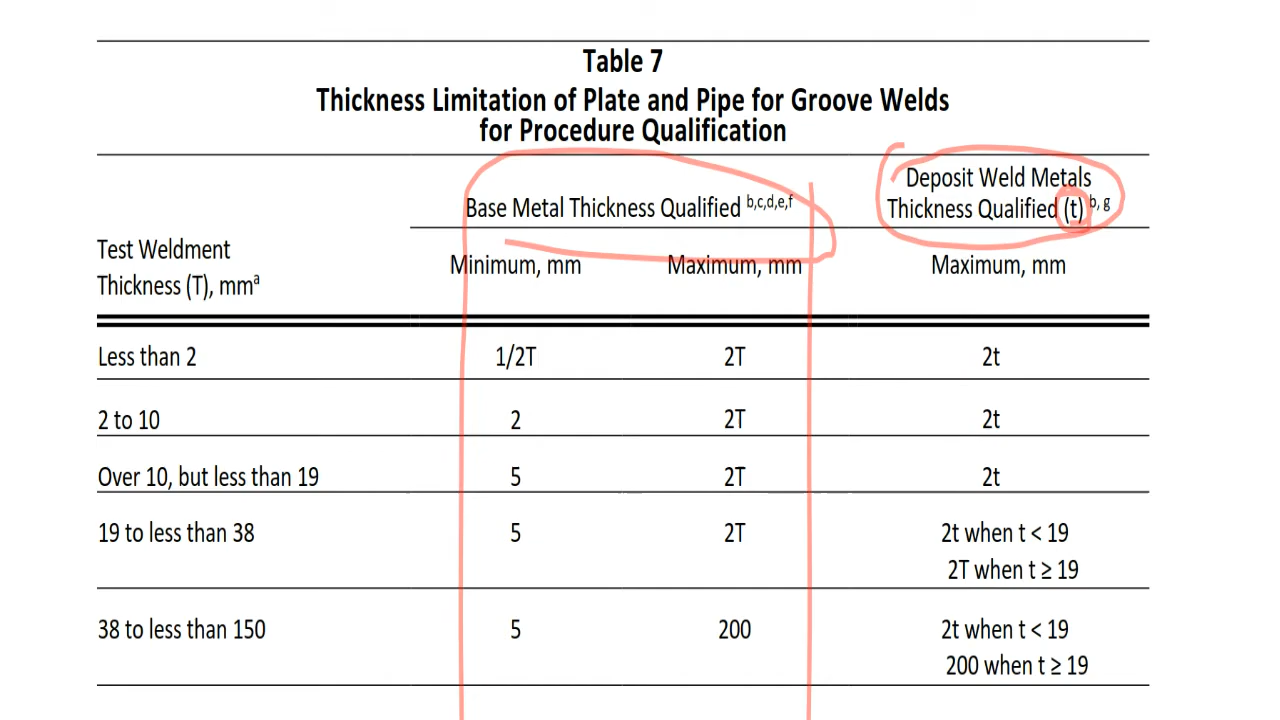 Table 7
Thickness Limitation of Plate and Pipe for Groove Welds
for Procedure Qualification
Base Metal Thickness Qualified b,c,d,e,f
Deposit Weld Metals
Thickness Qualified (t) b, g
Test Weldment
Thickness (T), mmª
Minimum, mm
Maximum, mm
Maximum, mm
Less than 2 1/2T 2T 2t
2 to 10 2 2T 2t
Over 10, but less than 19 5 2T 2t
19 to less than 38 5 2T 2t when t < 19
2T when t ≥ 19
38 to less than 150 5 200 2t when t < 19
200 when t ≥ 19